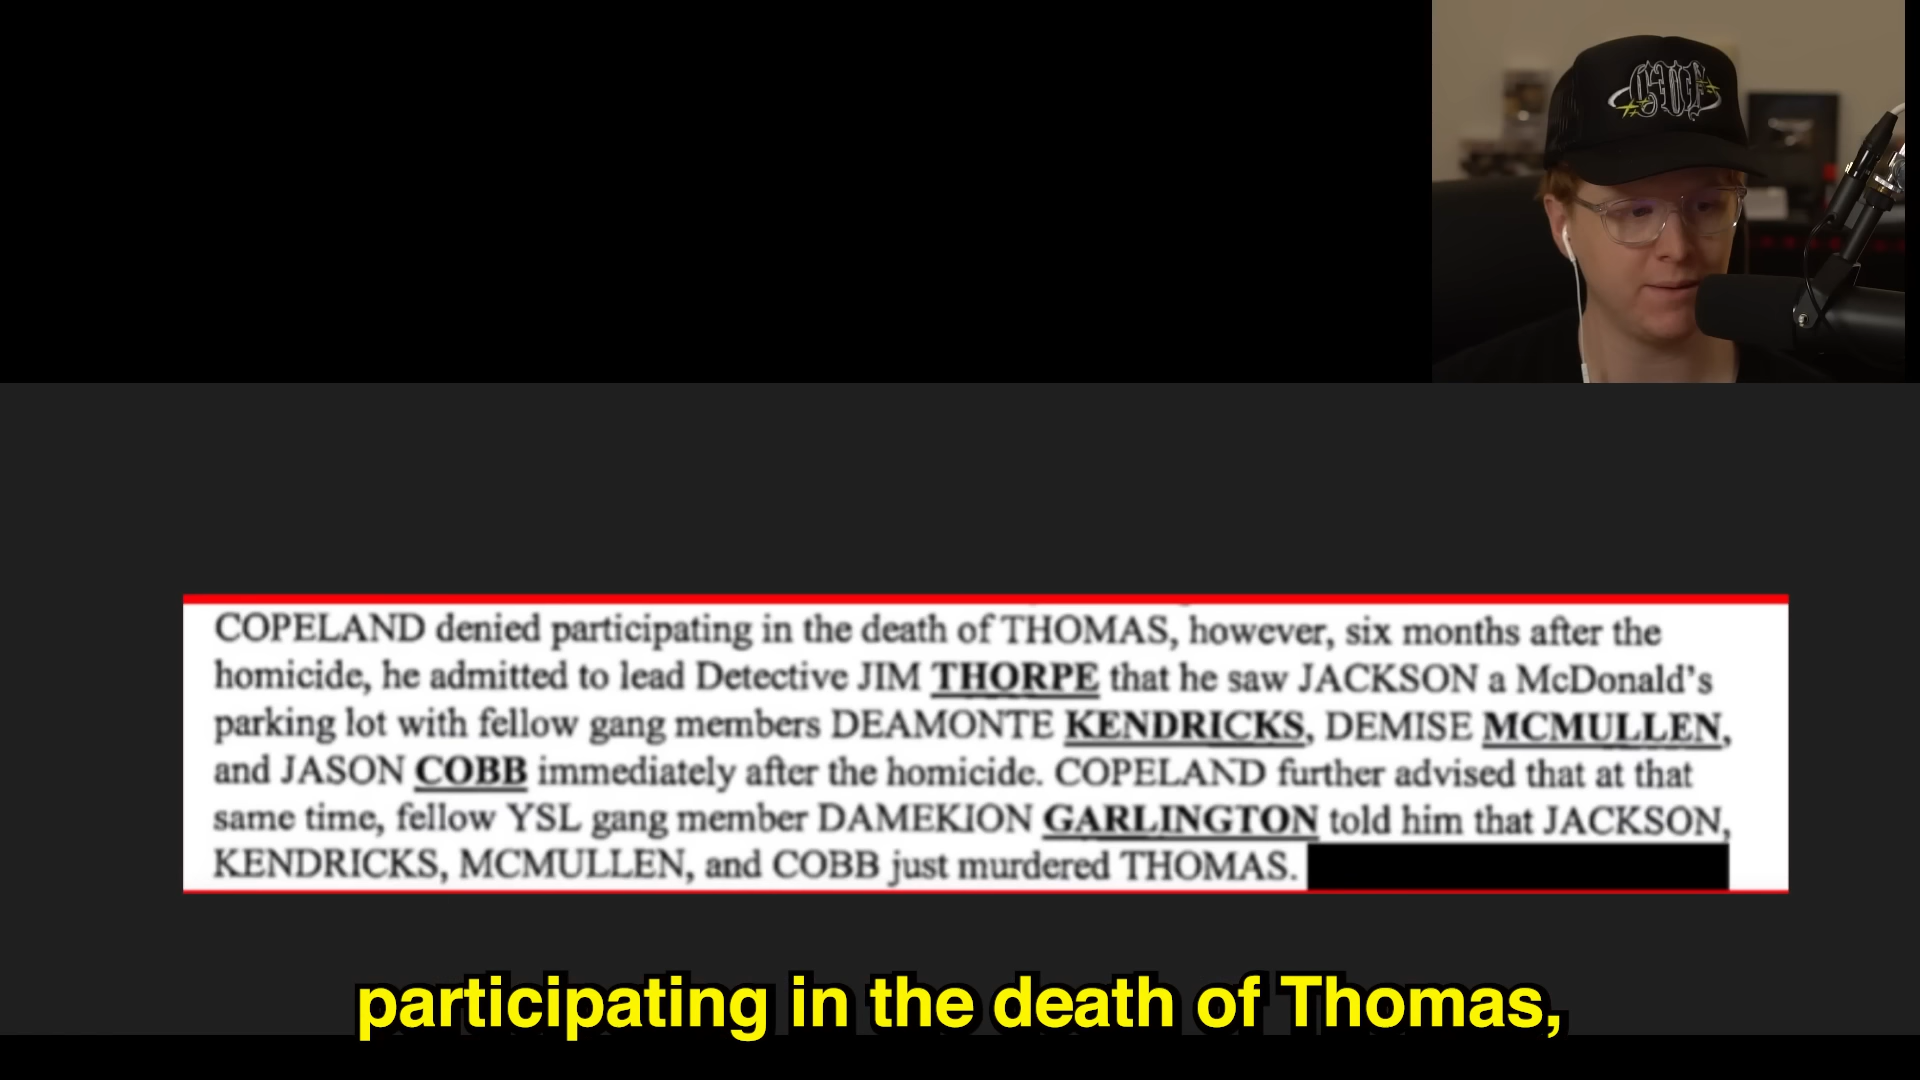 COPELAND denied participating in the death of THOMAS, however, six months after the
homicide, he admitted to lead Detective JIM THORPE that he saw JACKSON a McDonald's
parking lot with fellow gang members DEAMONTE KENDRICKS, DEMISE MCMULLEN,
and JASON COBB immediately after the homicide. COPELAND further advised that at that
same time, fellow YSL gang member DAMEKION GARLINGTON told him that JACKSON,
KENDRICKS, MCMULLEN, and COBB just murdered THOMAS.
participating in the death of Thomas,